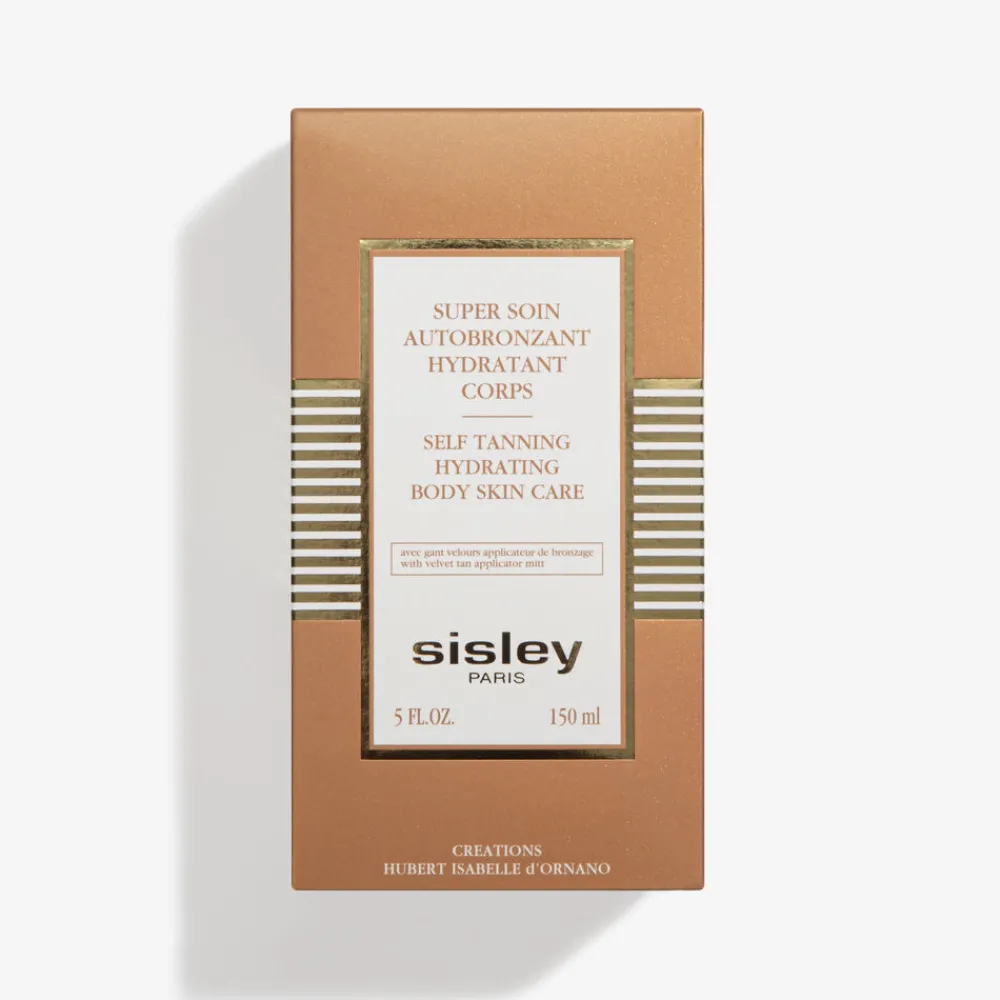 SUPER SOIN
AUTOBRONZANT
HYDRATANT
CORPS
SELF TANNING
HYDRATING
BODY SKIN CARE
avec gant velours applicateur de bronzage
with velvet tan applicator mitt
sisley
PARIS
5 FL.OZ. 150 ml
CREATIONS
HUBERT ISABELLE d'ORNANO